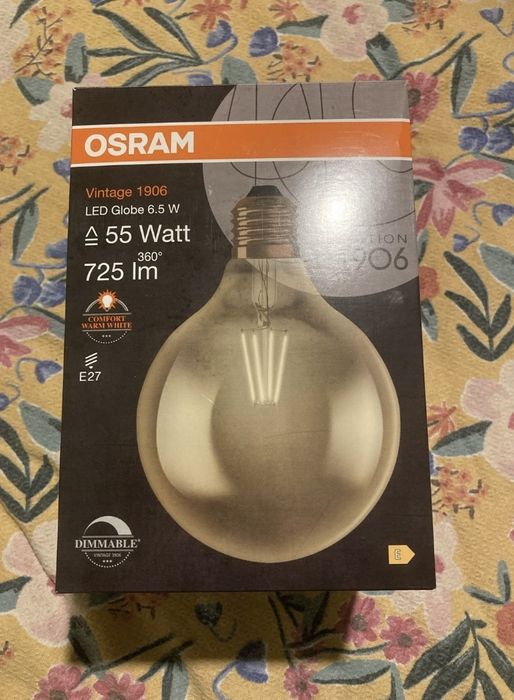 OSRAM
Vintage 1906
LED Globe 6.5 W
≙ 55 Watt
725 lm 360°
COMFORT
WARM WHITE
E27
1906
DIMMABLE*
VINTAGE 1906
E